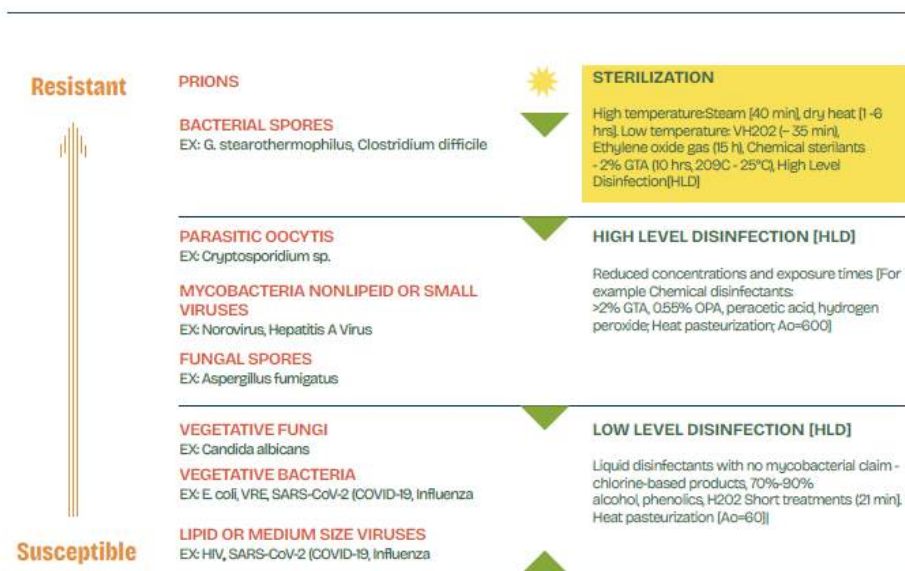 Resistant
PRIONS
BACTERIAL SPORES
EX: G. stearothermophilus, Clostridium difficile
STERILIZATION
High temperature:Steam [40 min], dry heat [1 -6
hrs]. Low temperature: VH202 (~ 35 min),
Ethylene oxide gas (15 h), Chemical sterilants
- 2% GTA (10 hrs, 209C - 25°C), High Level
Disinfection[HLD]
PARASITIC OOCYTIS
EX: Cryptosporidium sp.
MYCOBACTERIA NONLIPEID OR SMALL
VIRUSES
EX: Norovirus, Hepatitis A Virus
FUNGAL SPORES
EX: Aspergillus fumigatus
HIGH LEVEL DISINFECTION [HLD]
Reduced concentrations and exposure times [For
example Chemical disinfectants:
>2% GTA, 0.55% OPA, peracetic acid, hydrogen
peroxide; Heat pasteurization; Ao=600]
VEGETATIVE FUNGI
EX: Candida albicans
VEGETATIVE BACTERIA
EX: E. coli, VRE, SARS-CoV-2 (COVID-19, Influenza
LIPID OR MEDIUM SIZE VIRUSES
EX: HIV, SARS-CoV-2 (COVID-19, Influenza
LOW LEVEL DISINFECTION [HLD]
Liquid disinfectants with no mycobacterial claim -
chlorine-based products, 70%-90%
alcohol, phenolics, H202 Short treatments (21 min).
Heat pasteurization [Ao=60]|
Susceptible